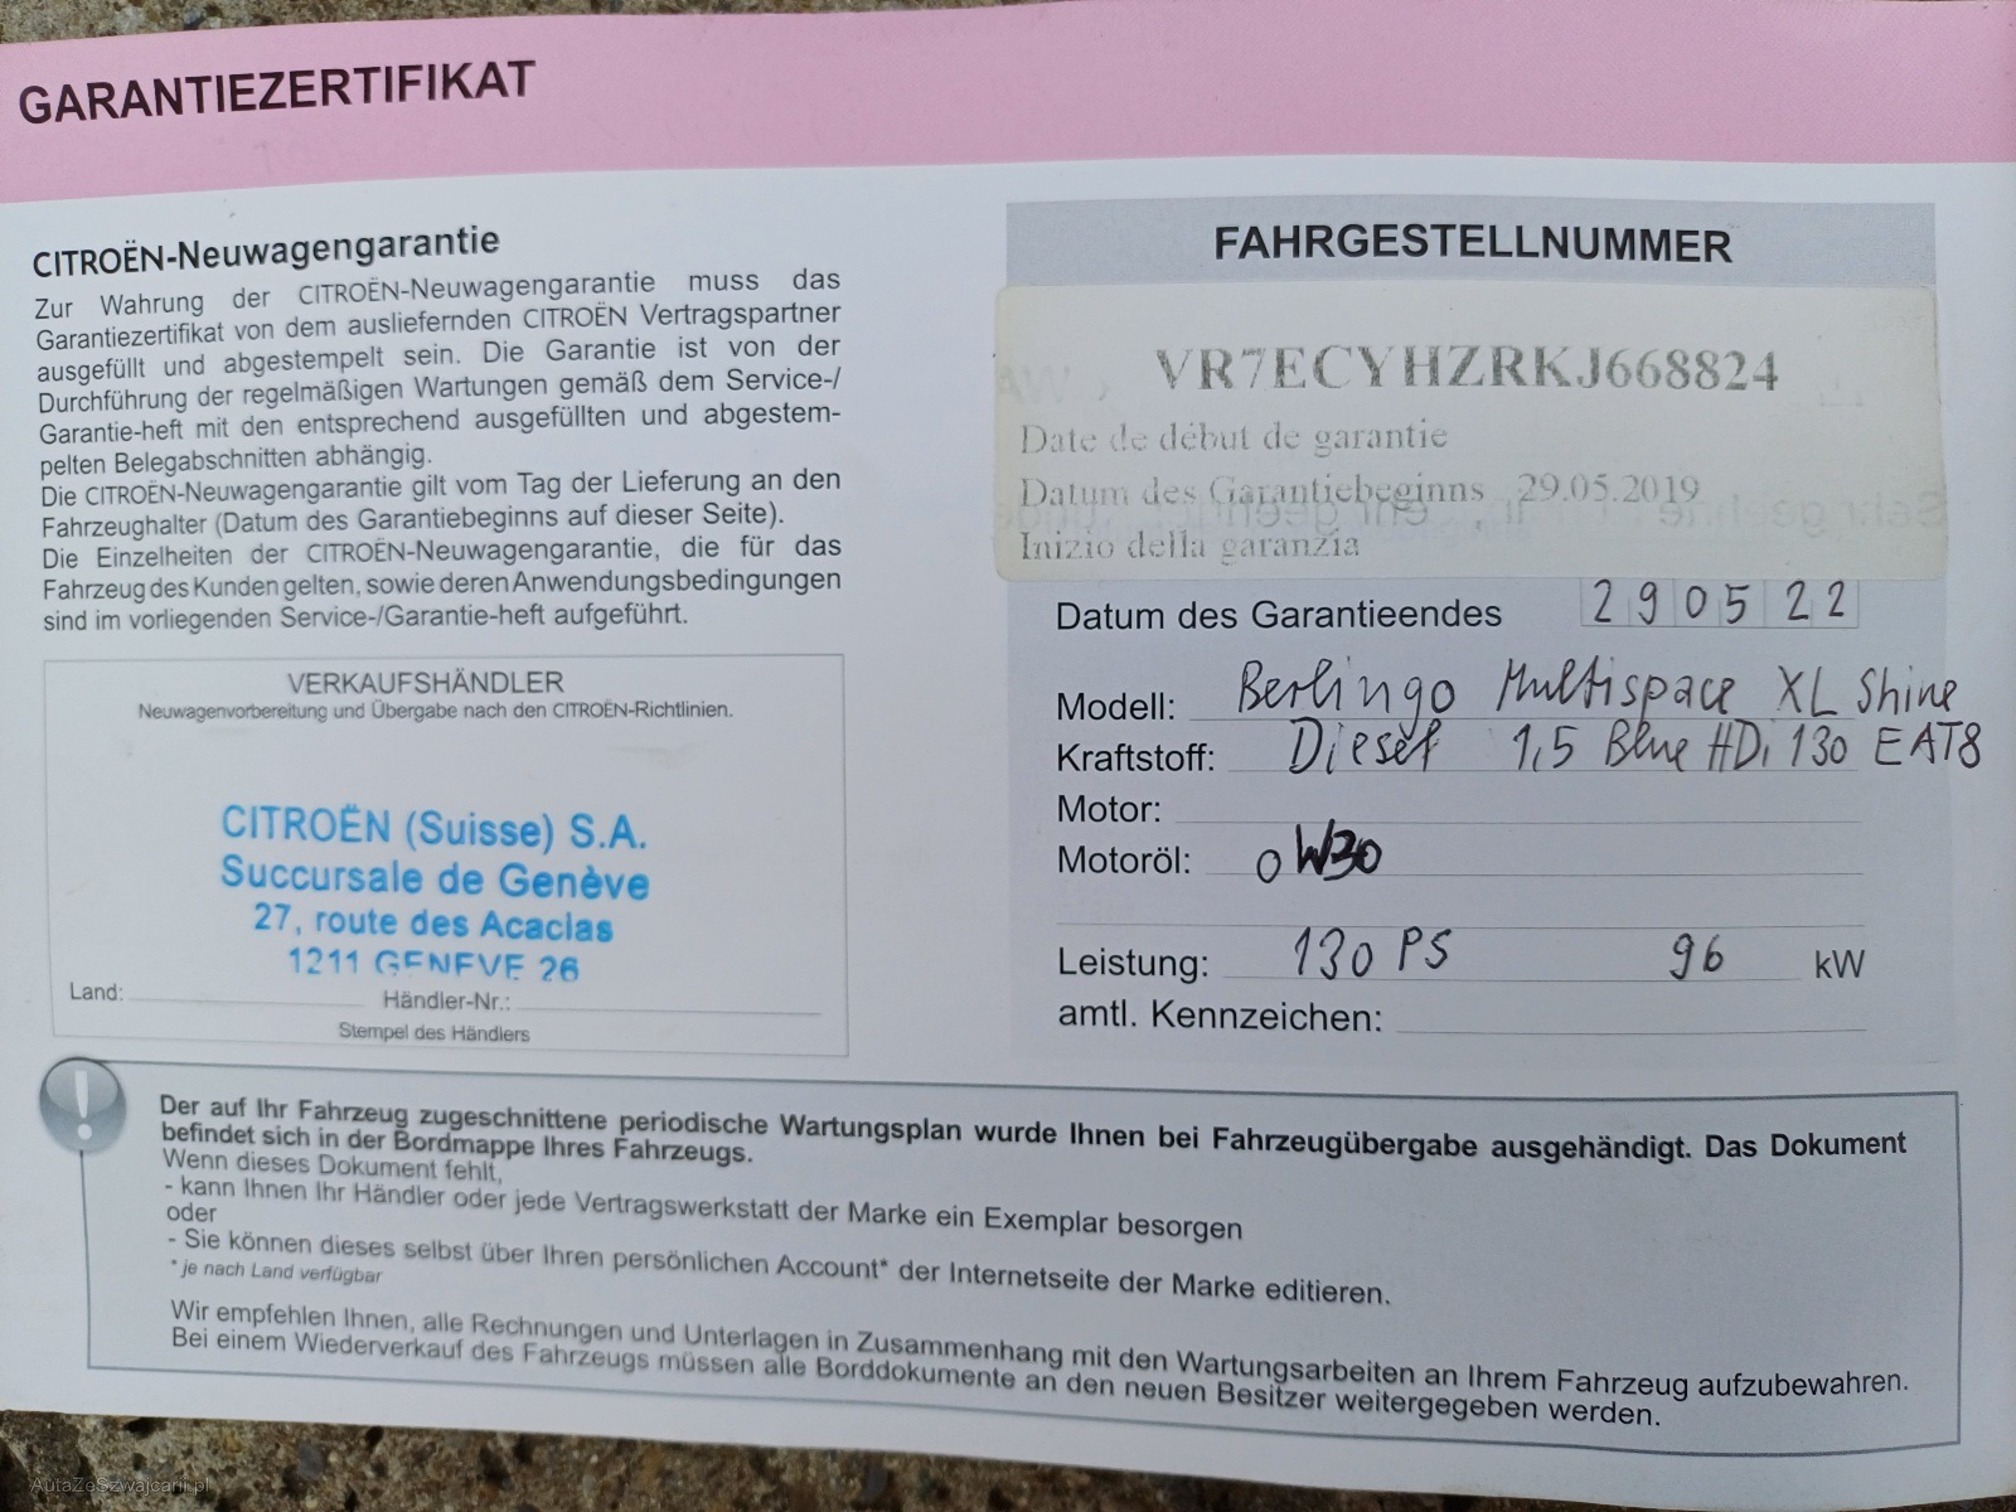 GARANTIEZERTIFIKAT
CITROËN-Neuwagengarantie
Zur Wahrung der CITROËN-Neuwagengarantie muss das
Garantiezertifikat von dem ausliefernden CITROËN Vertragspartner
ausgefüllt und abgestempelt sein. Die Garantie ist von der
Durchführung der regelmäßigen Wartungen gemäß dem Service-/
Garantie-heft mit den entsprechend ausgefüllten und abgestem-
pelten Belegabschnitten abhängig.
Die CITROËN-Neuwagengarantie gilt vom Tag der Lieferung an den
Fahrzeughalter (Datum des Garantiebeginns auf dieser Seite).
Die Einzelheiten der CITROËN-Neuwagengarantie, die für das
Fahrzeug des Kunden gelten, sowie deren Anwendungsbedingungen
sind im vorliegenden Service-/Garantie-heft aufgeführt.
VERKAUFSHÄNDLER
Neuwagenvorbereitung und Übergabe nach den CITROËN-Richtlinien.
CITROËN (Suisse) S.A.
Succursale de Genève
27, route des Acacias
1211 GENEVE 26
Land: Händler-Nr.:
Stempel des Händlers
FAHRGESTELLNUMMER
VR7ECYHZRKJ668824
Date de début de garantie
Datum des Garantiebeginns 29.05.2019
Inizio della garanzia
Datum des Garantieendes 290522
Modell: Berlingo Multispace XL Shine
Kraftstoff: Diesel 1,5 Blue HDi 130 EAT8
Motor:
Motoröl: 0W30
Leistung: 130 PS 96 kW
amtl. Kennzeichen:
Der auf Ihr Fahrzeug zugeschnittene periodische Wartungsplan wurde Ihnen bei Fahrzeugübergabe ausgehändigt. Das Dokument
befindet sich in der Bordmappe Ihres Fahrzeugs.
Wenn dieses Dokument fehlt,
- kann Ihnen Ihr Händler oder jede Vertragswerkstatt der Marke ein Exemplar besorgen
oder
- Sie können dieses selbst über Ihren persönlichen Account* der Internetseite der Marke editieren.
* je nach Land verfügbar
Wir empfehlen Ihnen, alle Rechnungen und Unterlagen in Zusammenhang mit den Wartungsarbeiten an Ihrem Fahrzeug aufzubewahren.
Bei einem Wiederverkauf des Fahrzeugs müssen alle Borddokumente an den neuen Besitzer weitergegeben werden.
AutaZeSzwajcarii.pl